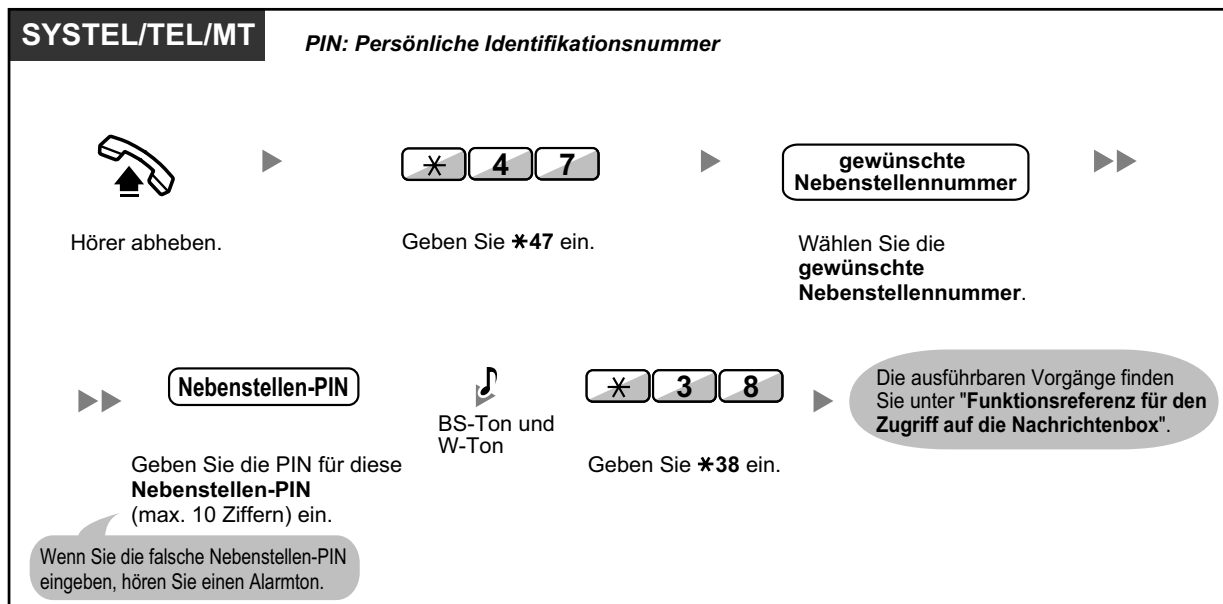 SYSTEL/TEL/MT
PIN: Persönliche Identifikationsnummer
✳ 4 7
gewünschte
Nebenstellennummer
Hörer abheben.
Geben Sie ✳47 ein.
Wählen Sie die
gewünschte
Nebenstellennummer.
Nebenstellen-PIN
BS-Ton und
W-Ton
✳ 3 8
Die ausführbaren Vorgänge finden
Sie unter "Funktionsreferenz für den
Zugriff auf die Nachrichtenbox".
Geben Sie die PIN für diese
Nebenstellen-PIN
(max. 10 Ziffern) ein.
Geben Sie ✳38 ein.
Wenn Sie die falsche Nebenstellen-PIN
eingeben, hören Sie einen Alarmton.